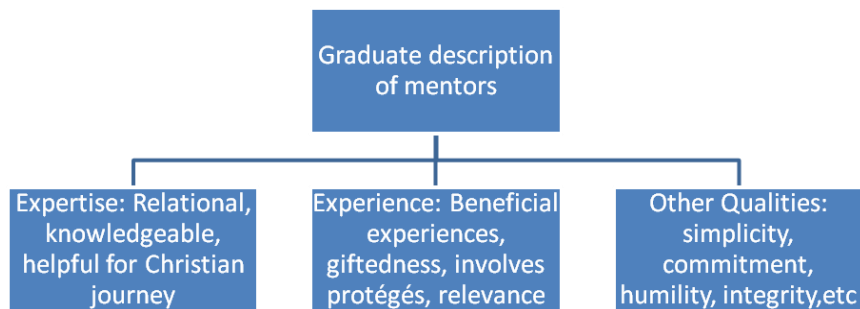 Graduate description
of mentors
Expertise: Relational,
knowledgeable,
helpful for Christian
journey
Experience: Beneficial
experiences,
giftedness, involves
protégés, relevance
Other Qualities:
simplicity,
commitment,
humility, integrity,etc